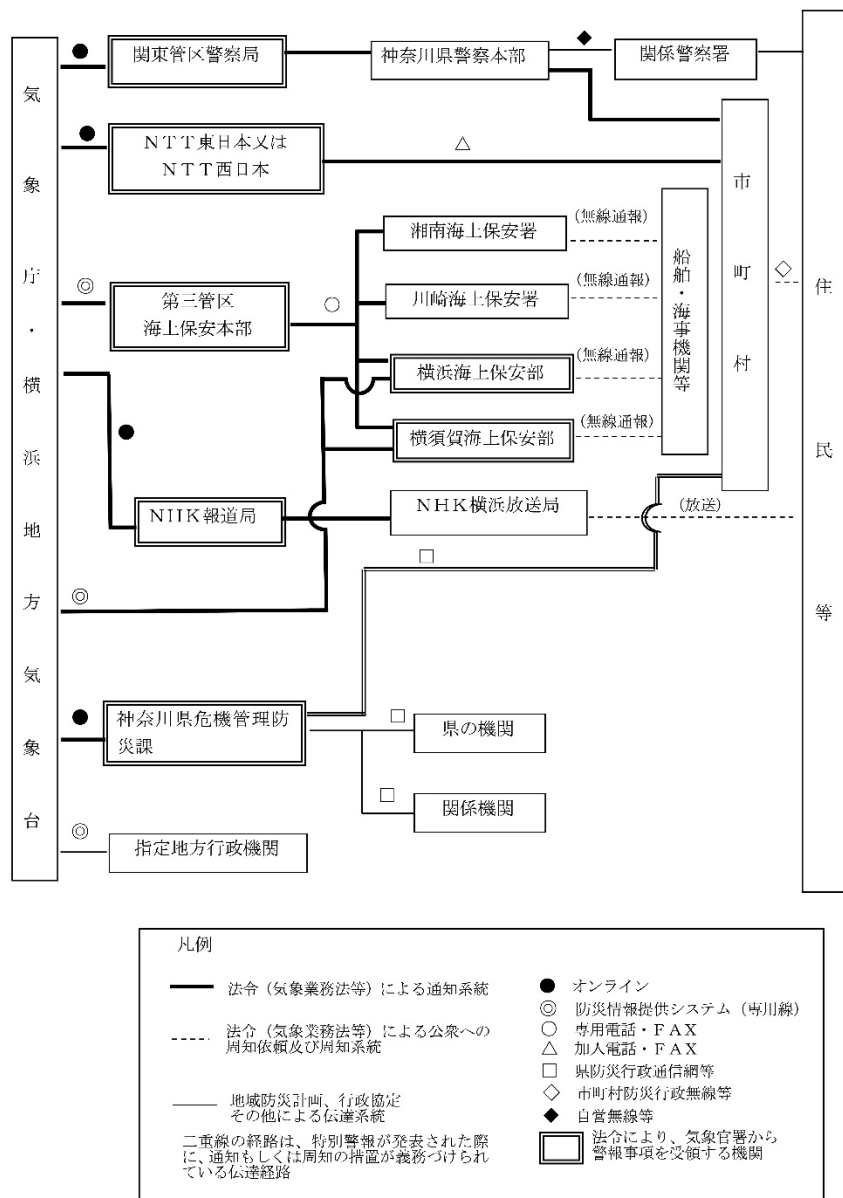 関東管区警察局
神奈川県警察本部
関係警察署
気象庁・横浜地方気象台
NTT東日本又は
NTT西日本
市町村
住民等
湘南海上保安署
(無線通報)
船舶・海事機関等
川崎海上保安署
(無線通報)
第三管区
海上保安本部
横浜海上保安部
(無線通報)
横須賀海上保安部
(無線通報)
NIIK報道局
NHK横浜放送局
(放送)
神奈川県危機管理防
災課
県の機関
関係機関
指定地方行政機関
凡例
法令(気象業務法等)による通知系統
法令(気象業務法等)による公衆への
周知依頼及び周知系統
地域防災計画、行政協定
その他による伝達系統
二重線の経路は、特別警報が発表された際
に、通知もしくは周知の措置が義務づけられ
ている伝達経路
● オンライン
◎ 防災情報提供システム(専用線)
○ 専用電話・FAX
△ 加入電話・FAX
□ 県防災行政通信網等
◇ 市町村防災行政無線等
◆ 自営無線等
法令により、気象官署から
警報事項を受領する機関